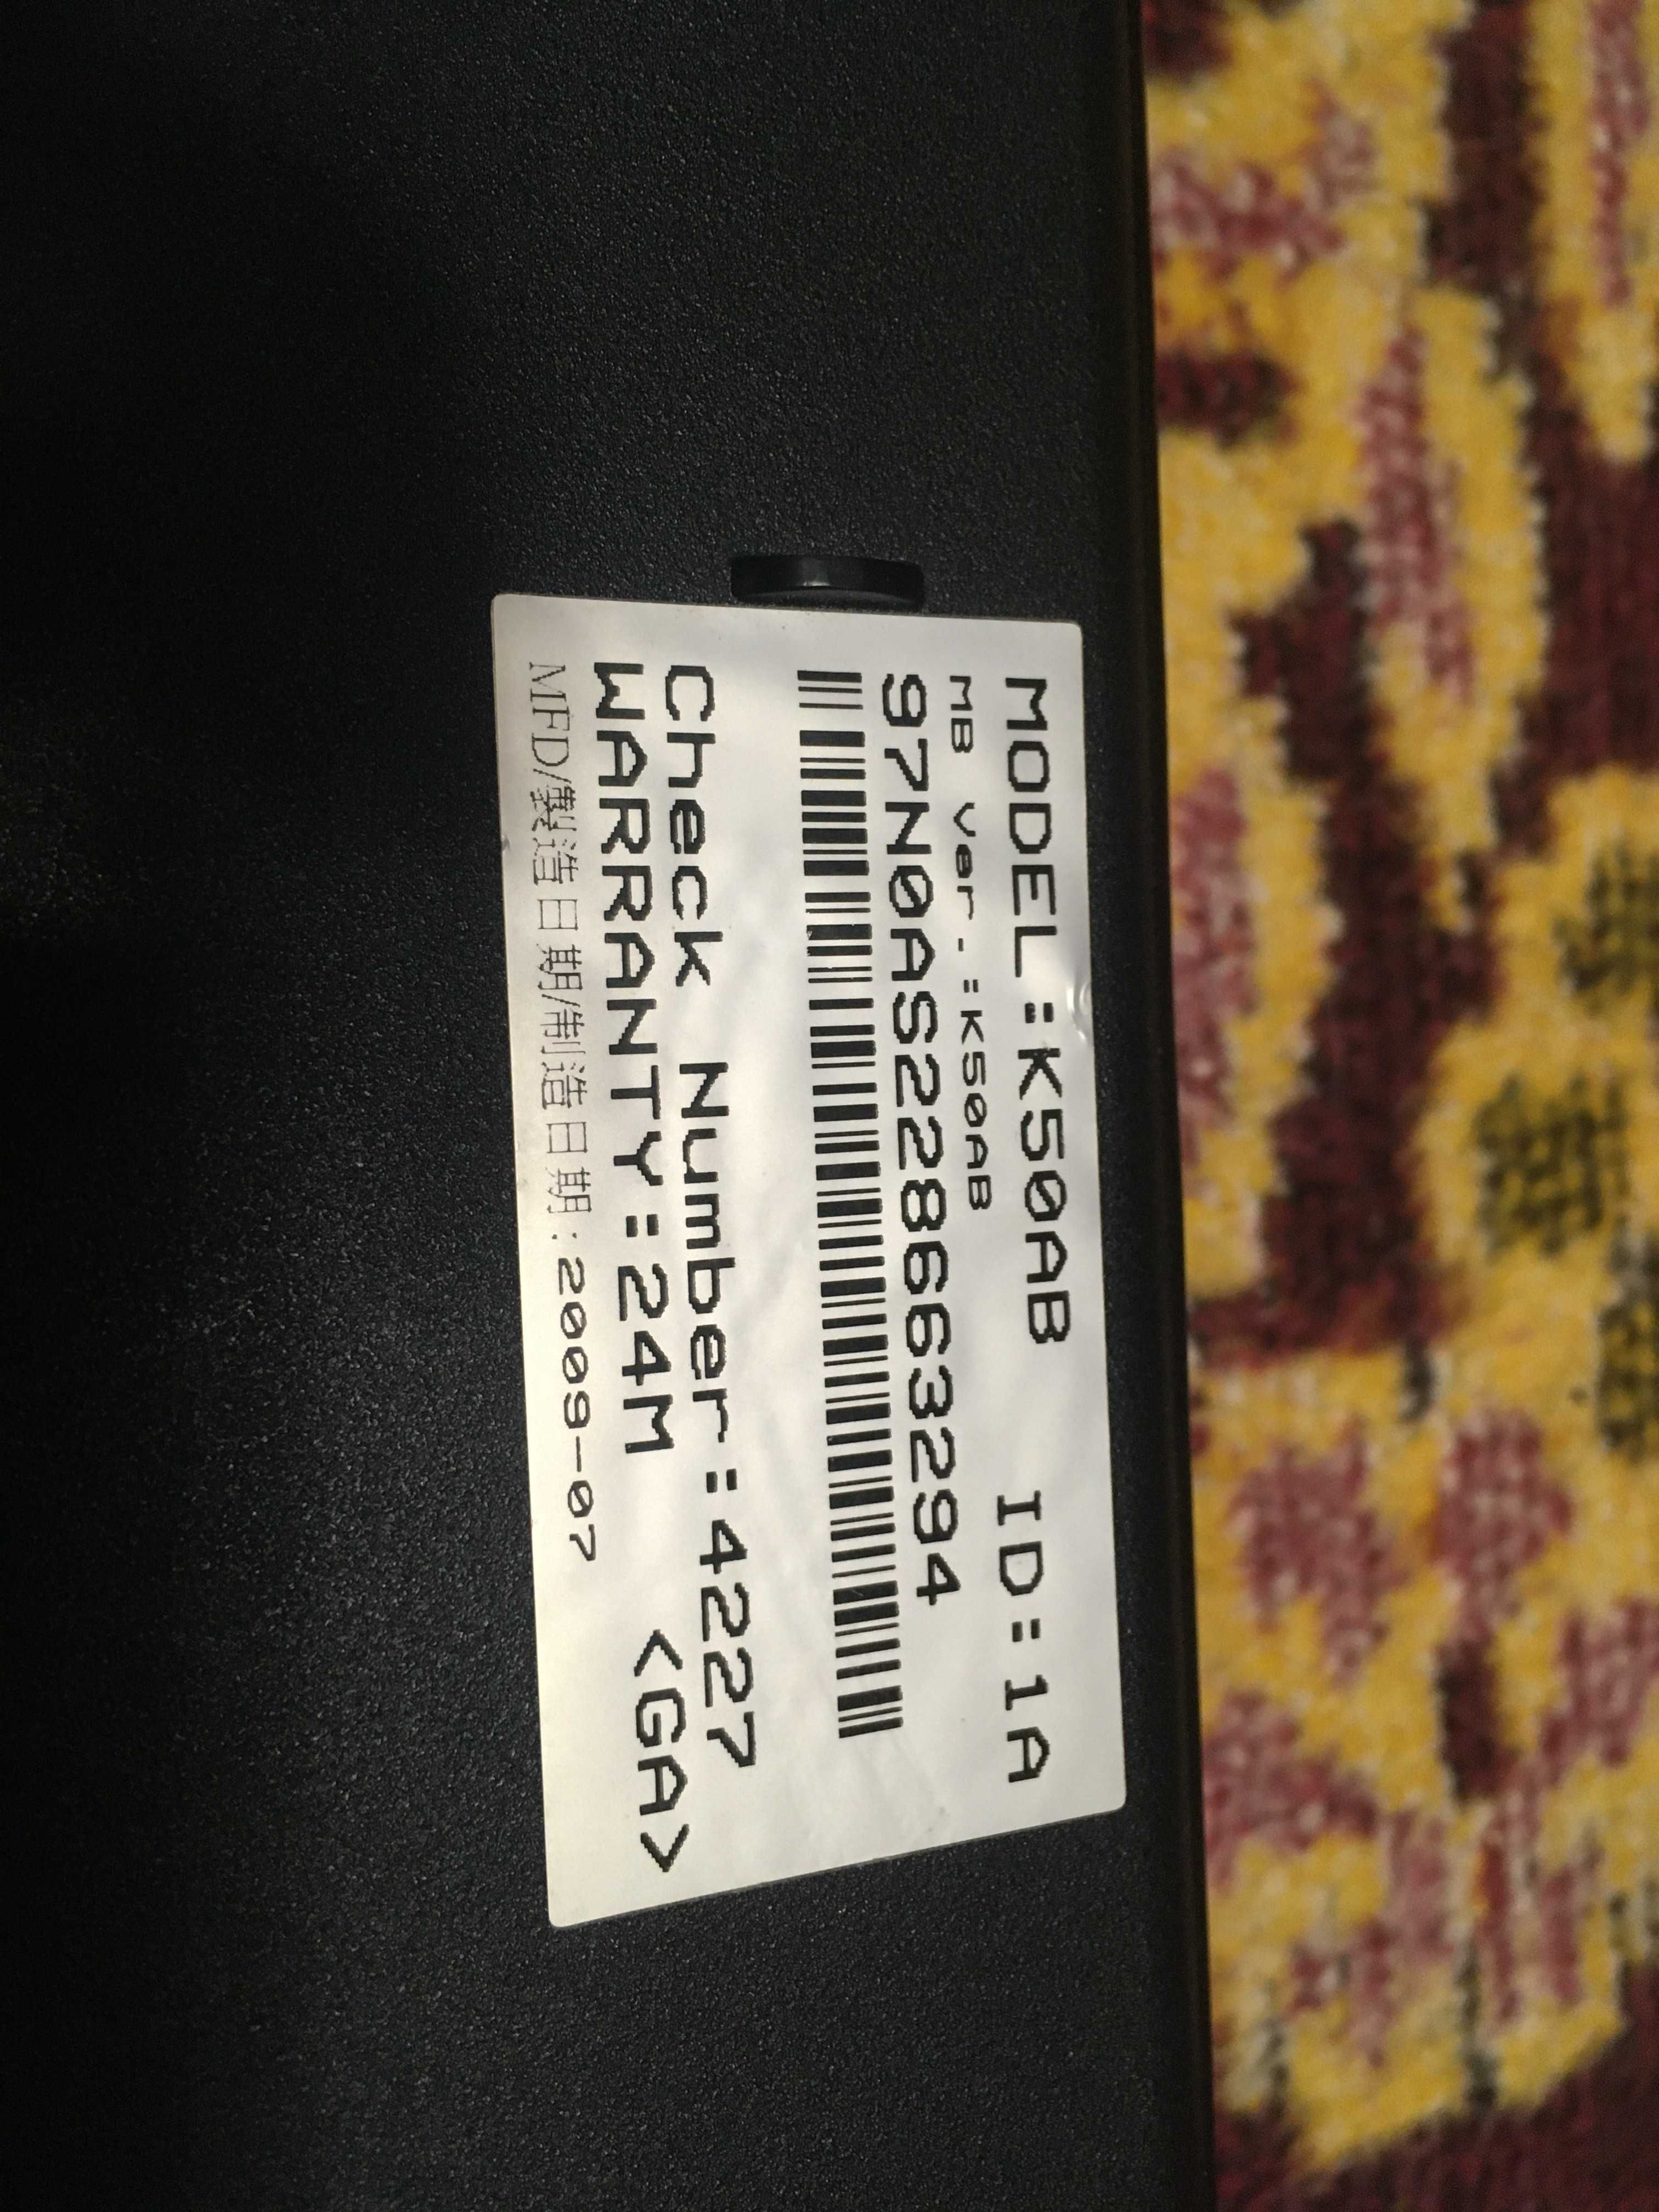 MODEL:K50AB ID:1A
MB Ver.:K50AB
97N0AS228663294
Check Number:4227
WARRANTY:24M <GA>
MFD/製造日期/制造日期:2009-07